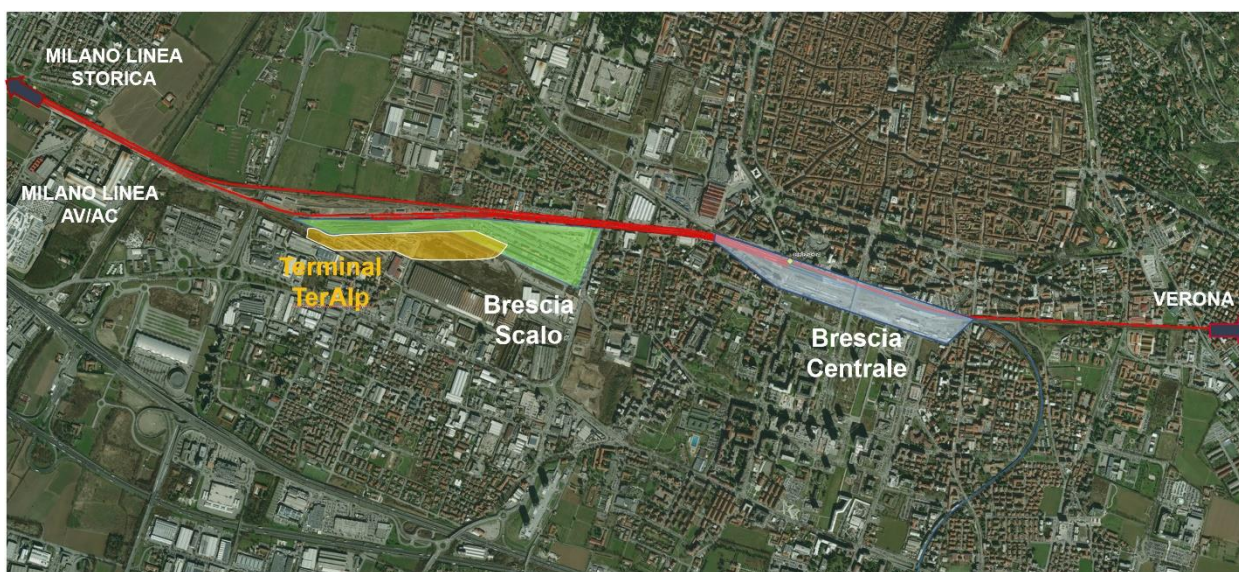 MILANO LINEA
STORICA
MILANO LINEA
AV/AC
Terminal
TerAlp
Brescia
Scalo
Brescia
Centrale
VERONA